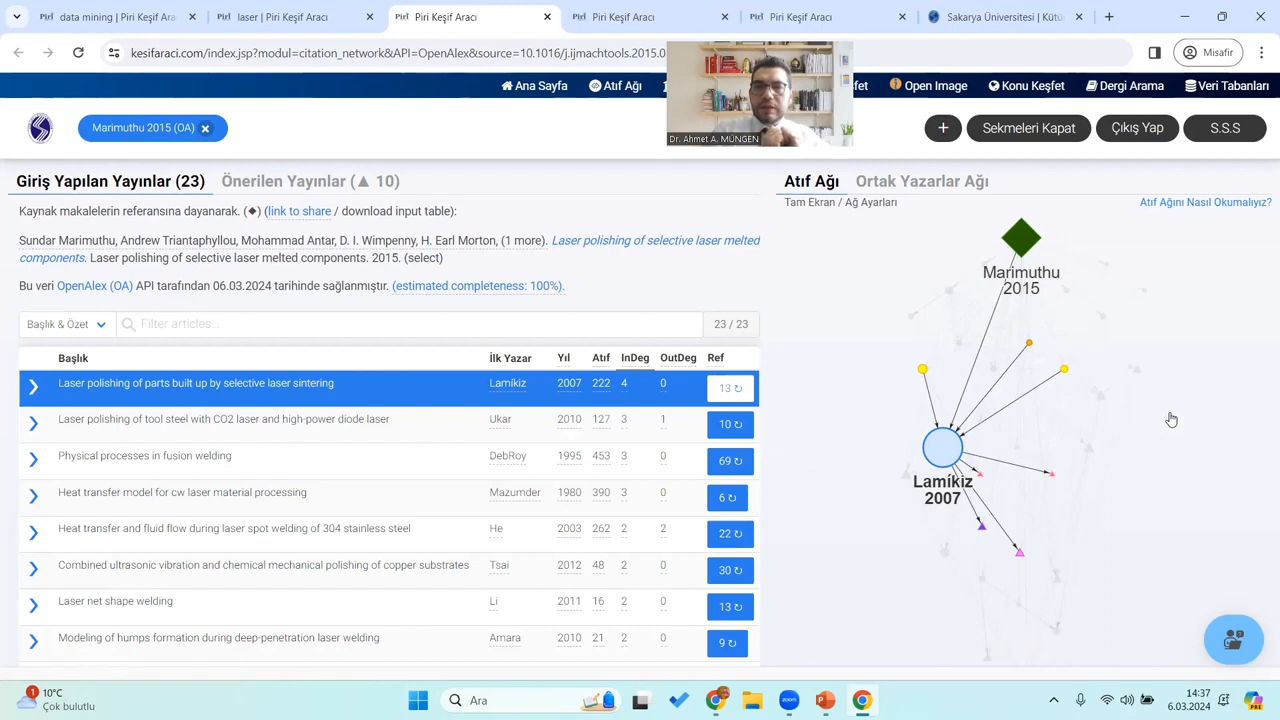 data mining | Piri Keşif Arac
laser | Piri Keşif Aracı
Piri Keşif Aracı
Piri Keşif Aracı
Piri Keşif Aracı
Sakarya Üniversitesi | Kütü
kesifaraci.com/index.jsp?modul=citation_network&API=OpenAlex&source=10.1016/j.ijmachtools.2015.0
Misafir
Ana Sayfa
Atıf Ağı
fet
Open Image
Konu Keşfet
Dergi Arama
Veri Tabanları
Marimuthu 2015 (OA)
Dr. Ahmet A. MÜNGEN
+
Sekmeleri Kapat
Çıkış Yap
S.S.S
Giriş Yapılan Yayınlar (23)
Önerilen Yayınlar (▲ 10)
Kaynak makalelerin referansına dayanarak. (◆) (link to share / download input table):
Sundar Marimuthu, Andrew Triantaphyllou, Mohammad Antar, D. I. Wimpenny, H. Earl Morton, (1 more). Laser polishing of selective laser melted
components. Laser polishing of selective laser melted components. 2015. (select)
Bu veri OpenAlex (OA) API tarafından 06.03.2024 tarihinde sağlanmıştır. (estimated completeness: 100%).
Başlık & Özet
Filter articles...
23 / 23
Başlık İlk Yazar Yıl Atıf InDeg OutDeg Ref
Laser polishing of parts built up by selective laser sintering Lamíkiz 2007 222 4 0 13
Laser polishing of tool steel with CO2 laser and high-power diode laser Ukar 2010 127 3 1 10
Physical processes in fusion welding DebRoy 1995 453 3 0 69
Heat transfer model for cw laser material processing Mazumder 1980 390 3 0 6
Heat transfer and fluid flow during laser spot welding of 304 stainless steel He 2003 262 2 2 22
Combined ultrasonic vibration and chemical mechanical polishing of copper substrates Tsai 2012 48 2 0 30
Laser net shape welding Li 2011 16 2 0 13
Modeling of humps formation during deep-penetration laser welding Amara 2010 21 2 0 9
Atıf Ağı
Ortak Yazarlar Ağı
Tam Ekran / Ağ Ayarları
Atıf Ağını Nasıl Okumalıyız?
Marimuthu
2015
Lamíkiz
2007
1
10°C
Çok bulutlu
Ara
zoom
14:37
6.03.2024